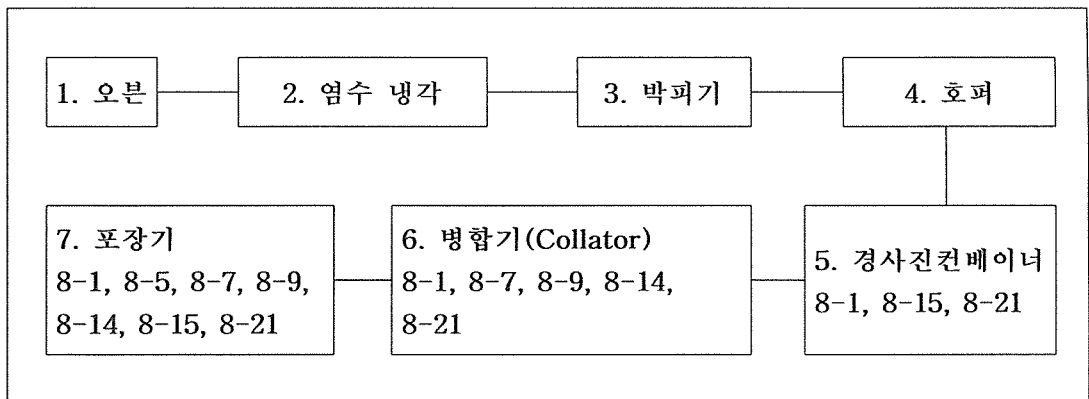 1. 오븐
2. 염수 냉각
3. 박피기
4. 호퍼
5. 경사진컨베이너
8-1, 8-15, 8-21
6. 병합기(Collator)
8-1, 8-7, 8-9, 8-14,
8-21
7. 포장기
8-1, 8-5, 8-7, 8-9,
8-14, 8-15, 8-21